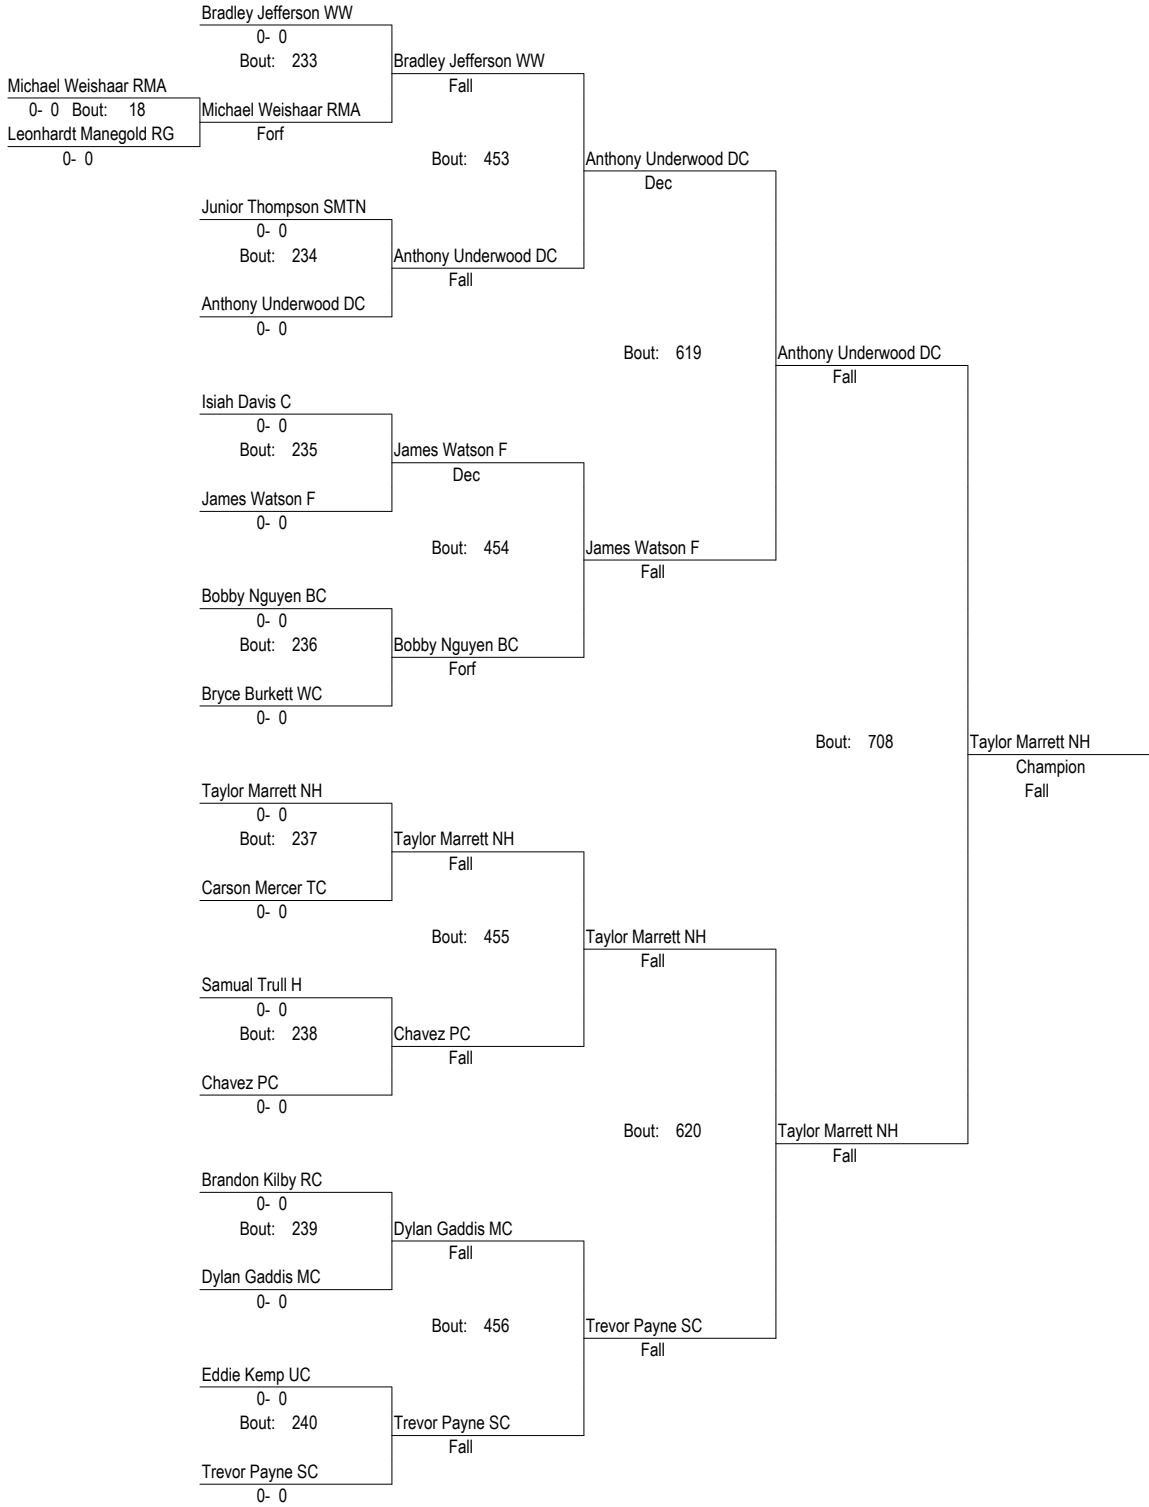 Bradley Jefferson WW
0- 0
Bout: 233
Bradley Jefferson WW
Fall
Michael Weishaar RMA
0- 0 Bout: 18
Michael Weishaar RMA
Forf
Leonhardt Manegold RG
0- 0
Bout: 453
Anthony Underwood DC
Dec
Junior Thompson SMTN
0- 0
Bout: 234
Anthony Underwood DC
Fall
Anthony Underwood DC
0- 0
Bout: 619
Anthony Underwood DC
Fall
Isiah Davis C
0- 0
Bout: 235
James Watson F
Dec
James Watson F
0- 0
Bout: 454
James Watson F
Fall
Bobby Nguyen BC
0- 0
Bout: 236
Bobby Nguyen BC
Forf
Bryce Burkett WC
0- 0
Bout: 708
Taylor Marrett NH
Champion
Fall
Taylor Marrett NH
0- 0
Bout: 237
Taylor Marrett NH
Fall
Carson Mercer TC
0- 0
Bout: 455
Taylor Marrett NH
Fall
Samual Trull H
0- 0
Bout: 238
Chavez PC
Fall
Chavez PC
0- 0
Bout: 620
Taylor Marrett NH
Fall
Brandon Kilby RC
0- 0
Bout: 239
Dylan Gaddis MC
Fall
Dylan Gaddis MC
0- 0
Bout: 456
Trevor Payne SC
Fall
Eddie Kemp UC
0- 0
Bout: 240
Trevor Payne SC
Fall
Trevor Payne SC
0- 0